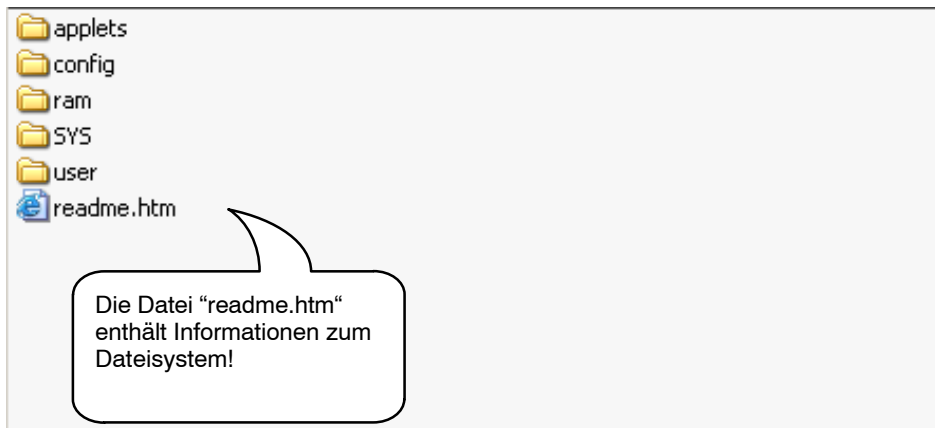 applets
config
ram
SYS
user
readme.htm
Die Datei “readme.htm“
enthält Informationen zum
Dateisystem!